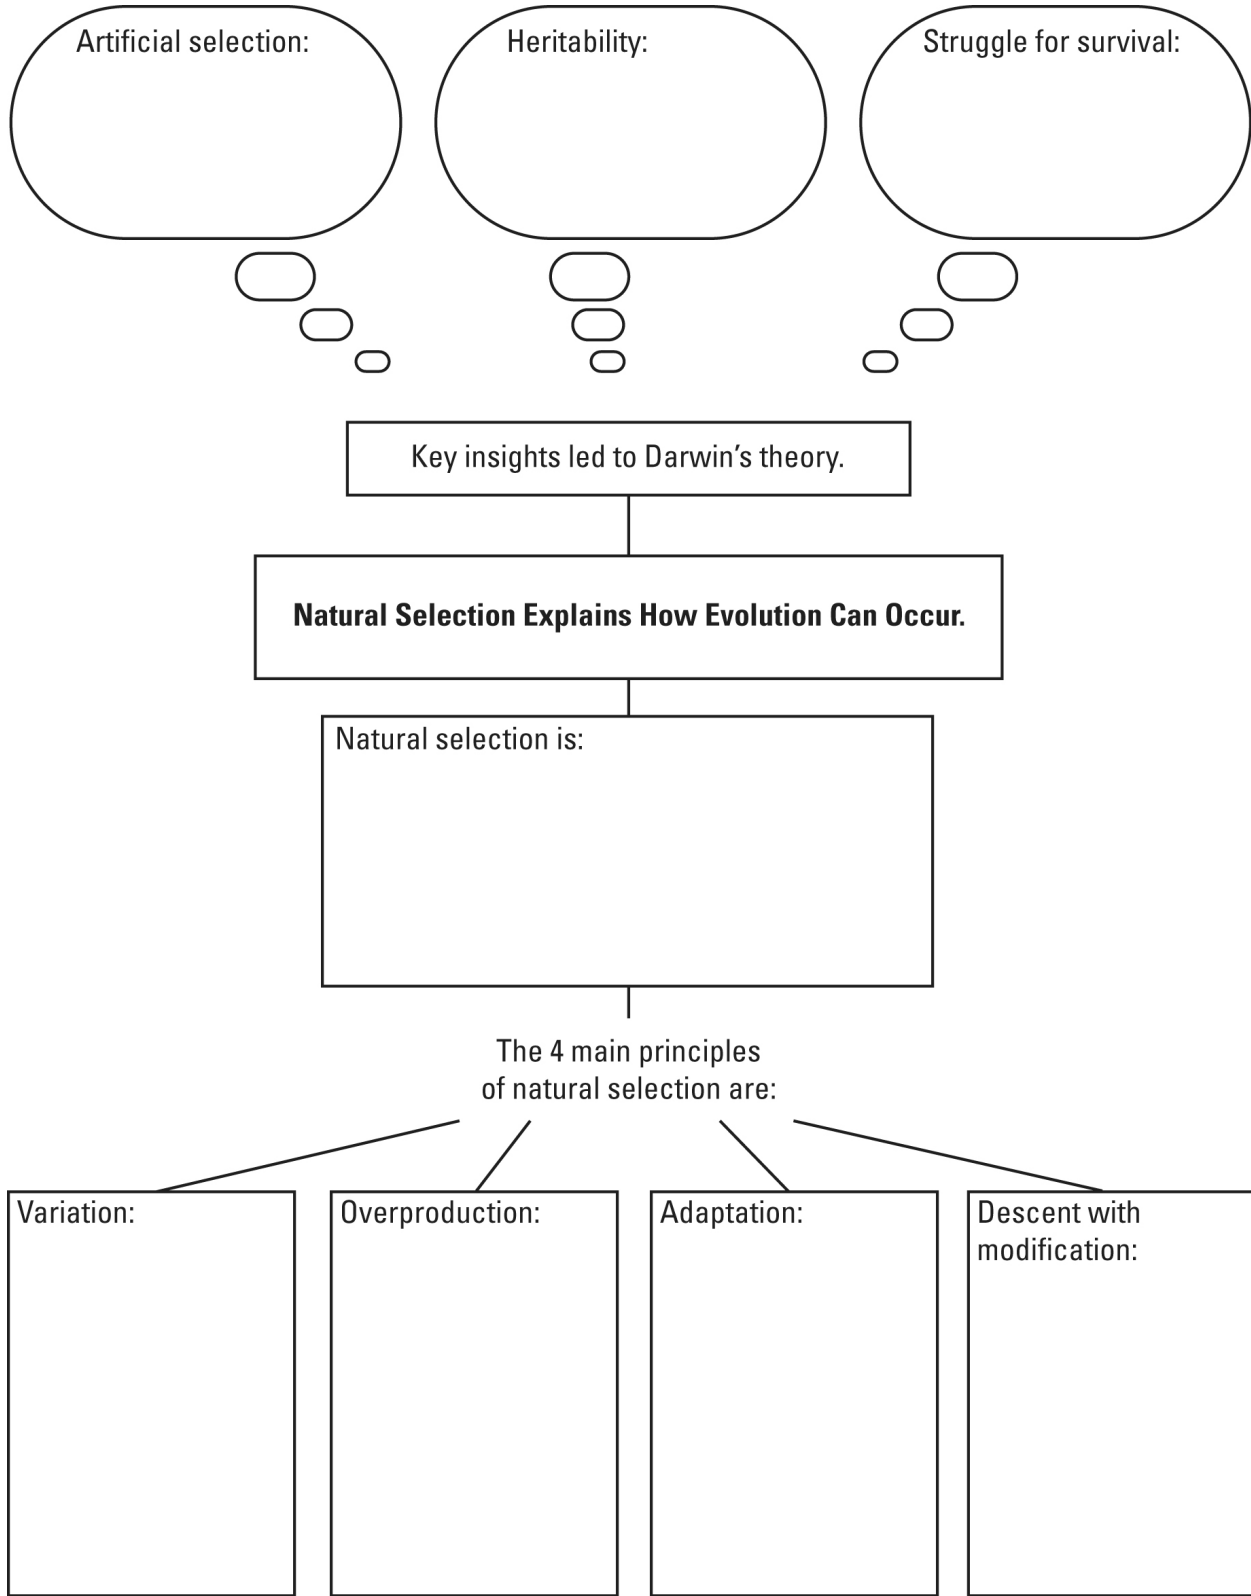 Artificial selection:
Heritability:
Struggle for survival:
Key insights led to Darwin’s theory.
Natural Selection Explains How Evolution Can Occur.
Natural selection is:
The 4 main principles
of natural selection are:
Variation:
Overproduction:
Adaptation:
Descent with
modification: